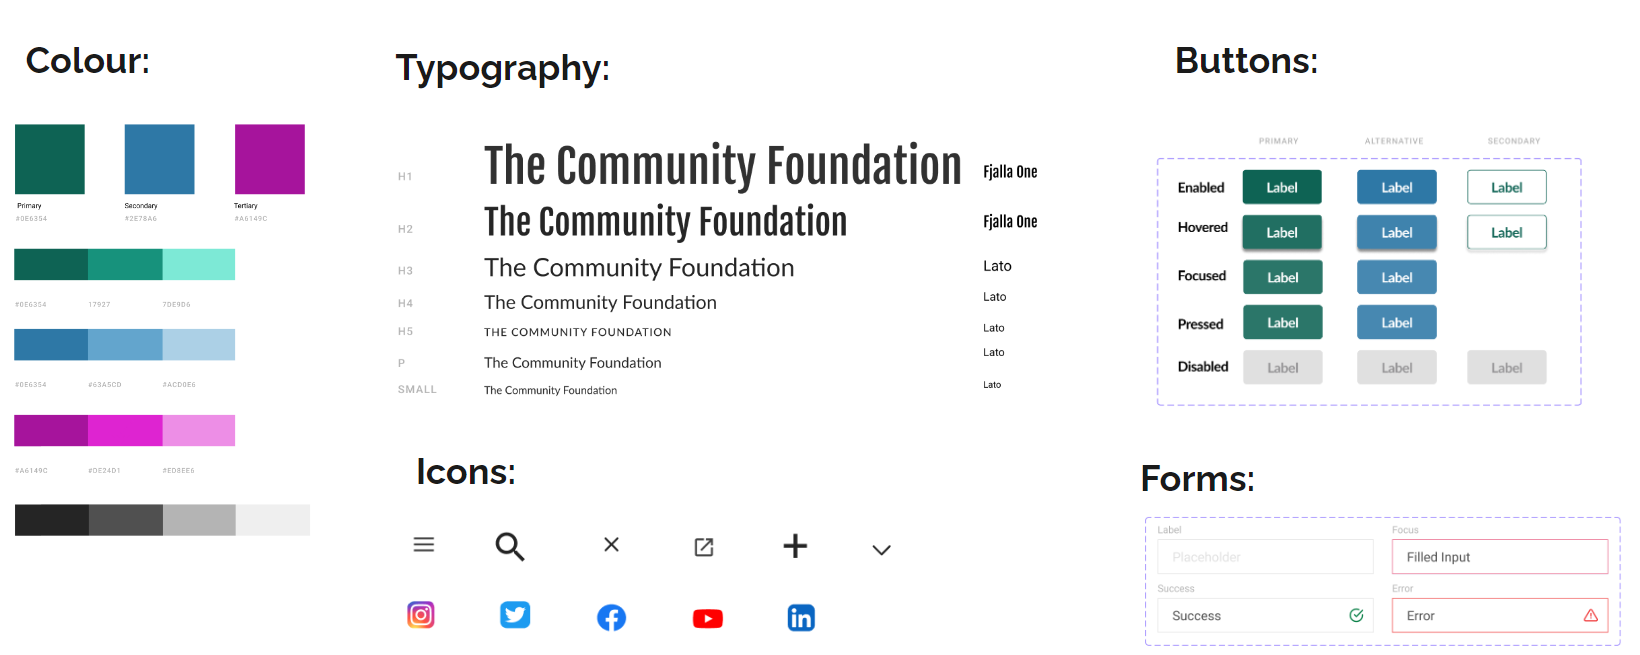 Colour:
Primary
Secondary
Tertiary
#0E6354
#2E78A6
#A6149C
#0E6354
17927
7DE9D6
#0E6354
#63A5CD
#ACD0E6
#A6149C
#DE24D1
#ED8EE6
Typography:
H1
The Community Foundation
Fjalla One
H2
The Community Foundation
Fjalla One
H3
The Community Foundation
Lato
H4
The Community Foundation
Lato
H5
THE COMMUNITY FOUNDATION
Lato
P
The Community Foundation
Lato
SMALL
The Community Foundation
Lato
Icons:
in
Buttons:
PRIMARY
ALTERNATIVE
SECONDARY
Enabled
Label
Label
Label
Hovered
Label
Label
Label
Focused
Label
Label
Pressed
Label
Label
Disabled
Label
Label
Label
Forms:
Label
Placeholder
Focus
Filled Input
Success
Success
Error
Error